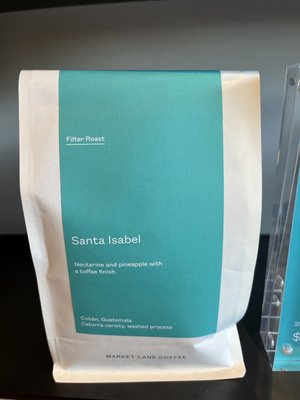 Filter Roast
Santa Isabel
Nectarine and pineapple with
a toffee finish.
Cobán, Guatemala
Caturra variety, washed process
MARKET LANE COFFEE
$